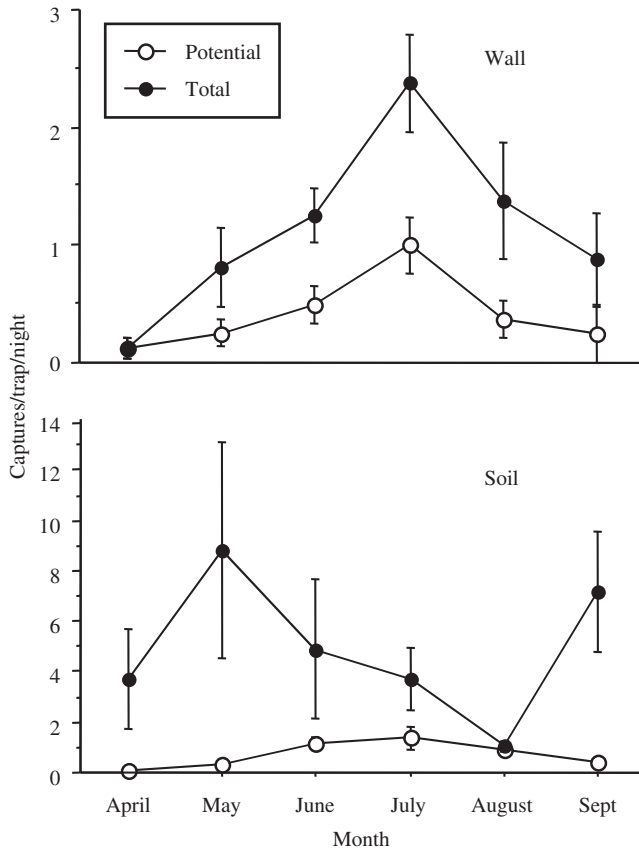 3
Potential
Total
Wall
2
1
0
Captures/trap/night
14
12
Soil
10
8
6
4
2
0
April May June July August Sept
Month